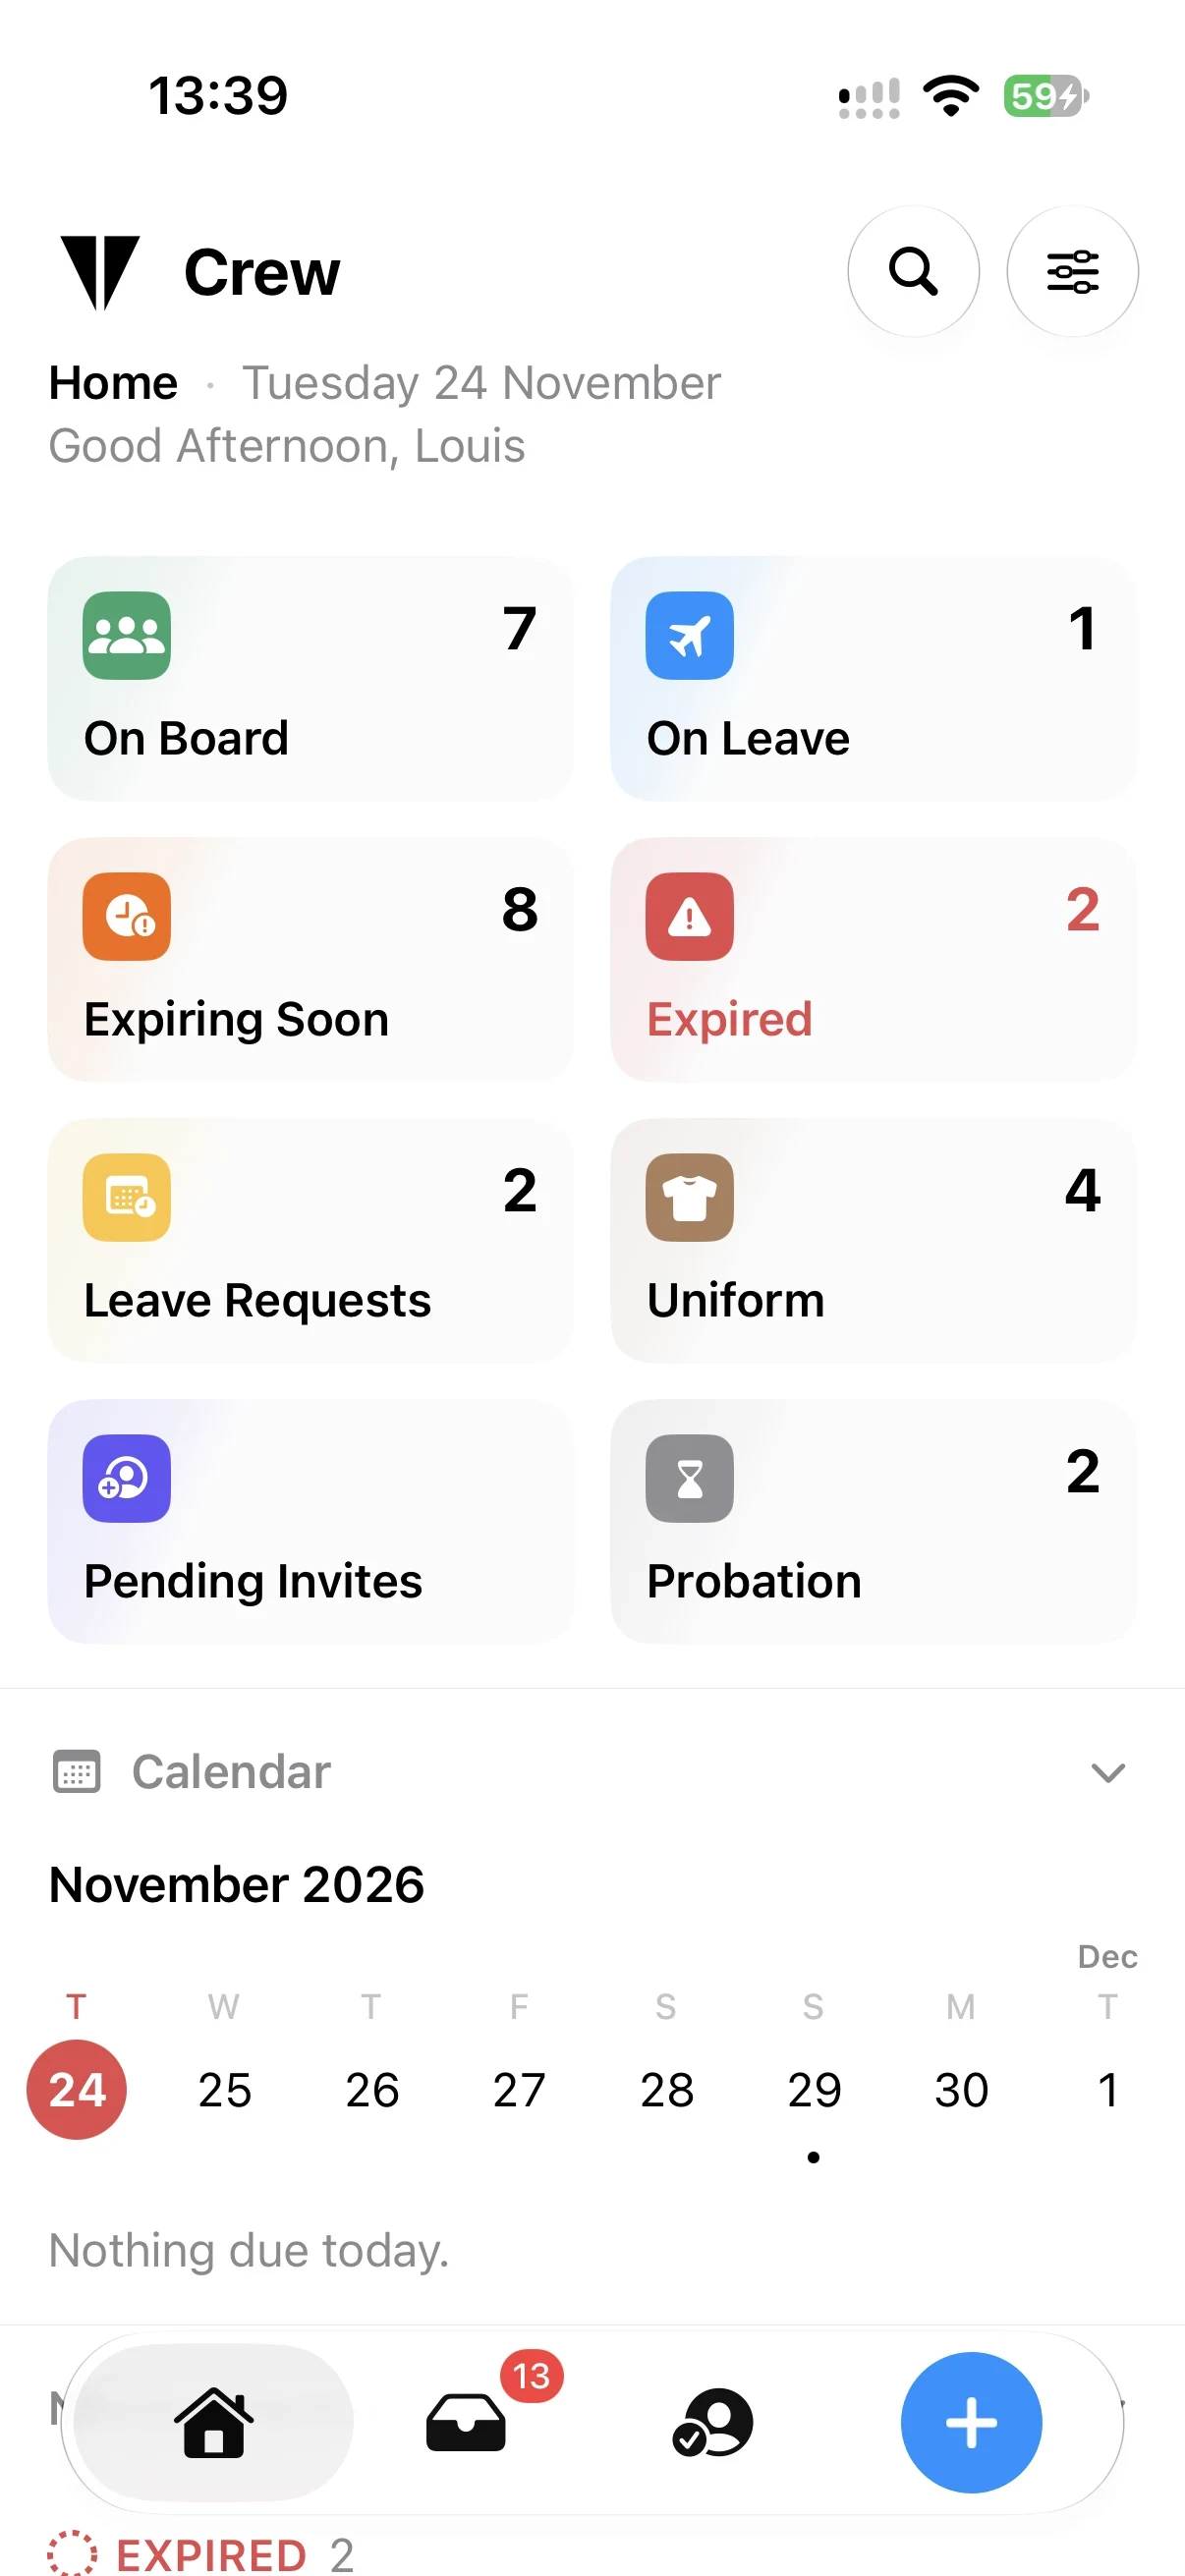 13:39
59
Crew
Home · Tuesday 24 November
Good Afternoon, Louis
7
On Board
1
On Leave
8
Expiring Soon
2
Expired
2
Leave Requests
4
Uniform
Pending Invites
2
Probation
Calendar
November 2026
Dec
T W T F S S M T
24 25 26 27 28 29 30 1
Nothing due today.
13
EXPIRED 2